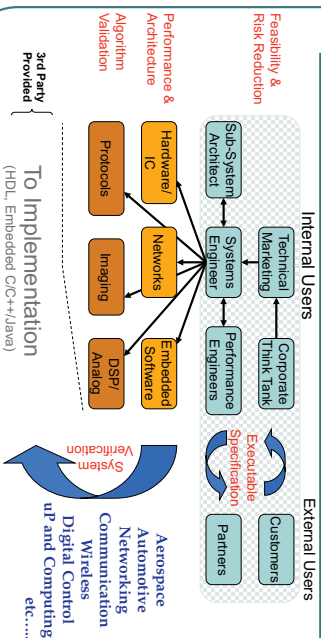 Internal Users
External Users
Feasibility &
Risk Reduction
Technical
Marketing
Corporate
Think Tank
Customers
Sub-System
Architect
Systems
Engineer
Performance
Engineers
Executable
Specification
Partners
Performance &
Architecture
Hardware/
IC
Networks
Embedded
Software
Algorithm
Validation
Protocols
Imaging
DSP/
Analog
System
Verification
3rd Party
Provided
To Implementation
(HDL, Embedded C/C++/Java)
Aerospace
Automotive
Networking
Communication
Wireless
Digital Control
uP and Computing
etc.....